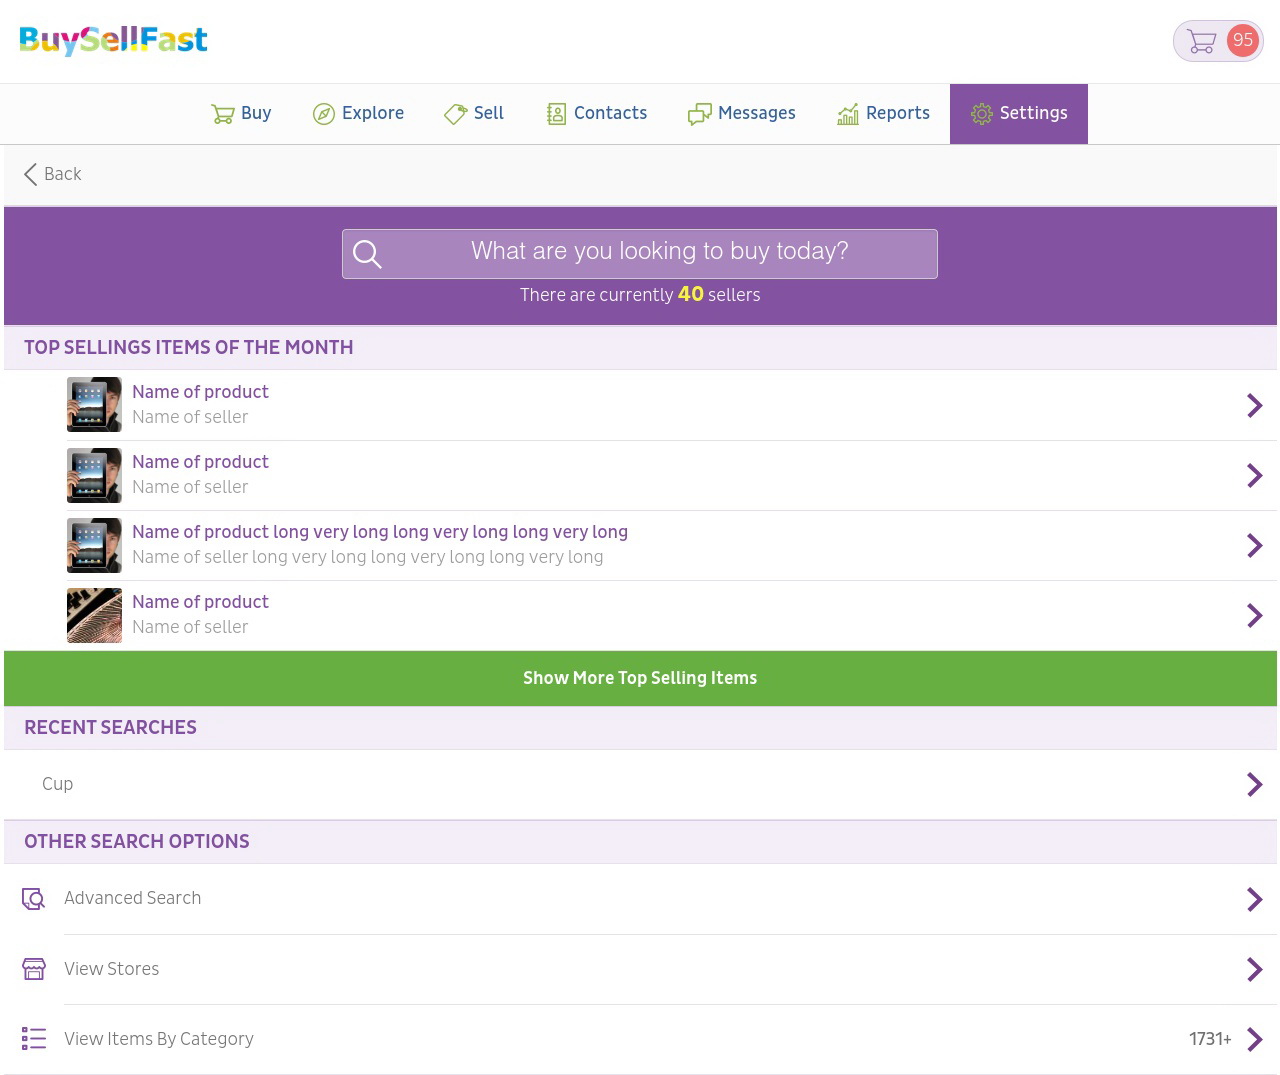 BuySellFast
95
Buy
Explore
Sell
Contacts
Messages
Reports
Settings
Back
What are you looking to buy today?
There are currently 40 sellers
TOP SELLINGS ITEMS OF THE MONTH
Name of product
Name of seller
Name of product
Name of seller
Name of product long very long long very long long very long
Name of seller long very long long very long long very long
Name of product
Name of seller
Show More Top Selling Items
RECENT SEARCHES
Cup
OTHER SEARCH OPTIONS
Advanced Search
View Stores
View Items By Category
1731+